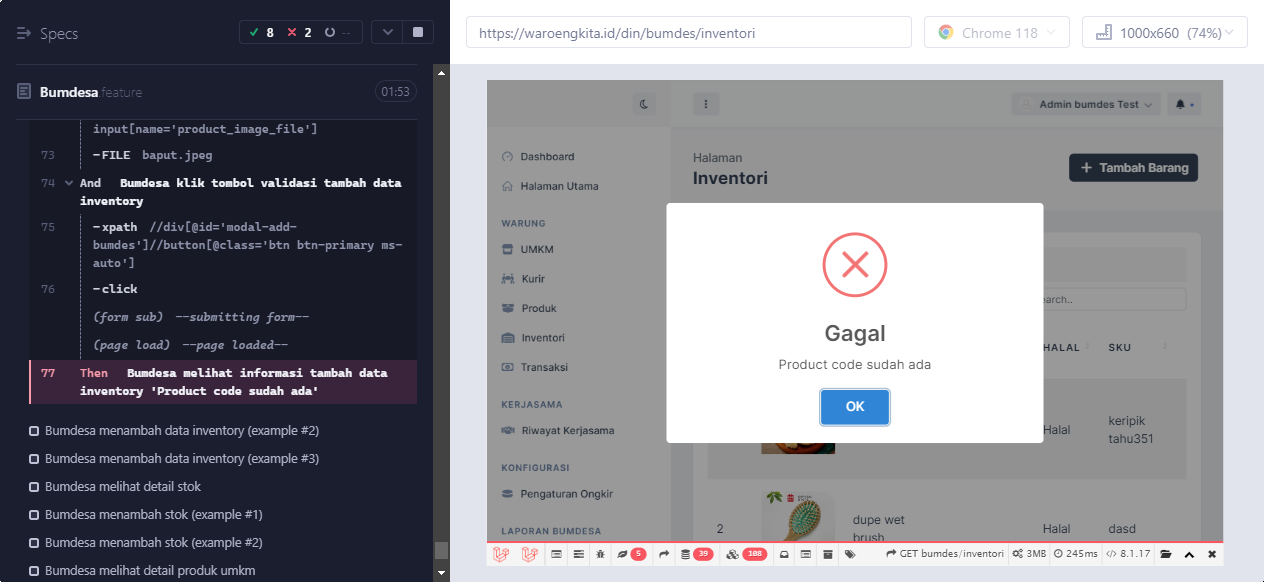 Specs
8 2 --
Bumdesa.feature 01:53
input[name='product_image_file']
73 -FILE baput.jpeg
74 And Bumdesa klik tombol validasi tambah data
inventory
75 -xpath //div[@id='modal-add-
bumdes']//button[@class='btn btn-primary ms-
auto']
76 -click
(form sub) --submitting form--
(page load) --page loaded--
77 Then Bumdesa melihat informasi tambah data
inventory 'Product code sudah ada'
Bumdesa menambah data inventory (example #2)
Bumdesa menambah data inventory (example #3)
Bumdesa melihat detail stok
Bumdesa menambah stok (example #1)
Bumdesa menambah stok (example #2)
Bumdesa melihat detail produk umkm
https://waroengkita.id/din/bumdes/inventori
Chrome 118
1000x660 (74%)
Admin bumdes Test
Dashboard
Halaman Utama
WARUNG
UMKM
Kurir
Produk
Inventori
Transaksi
KERJASAMA
Riwayat Kerjasama
KONFIGURASI
Pengaturan Ongkir
LAPORAN BUMDESA
Halaman
Inventori
+ Tambah Barang
earch..
HALAL SKU
Gagal
Product code sudah ada
OK
Halal
keripik
tahu351
2
dupe wet
brush
Halal
dasd
5 39 108 GET bumdes/inventori 3MB 245ms 8.1.17